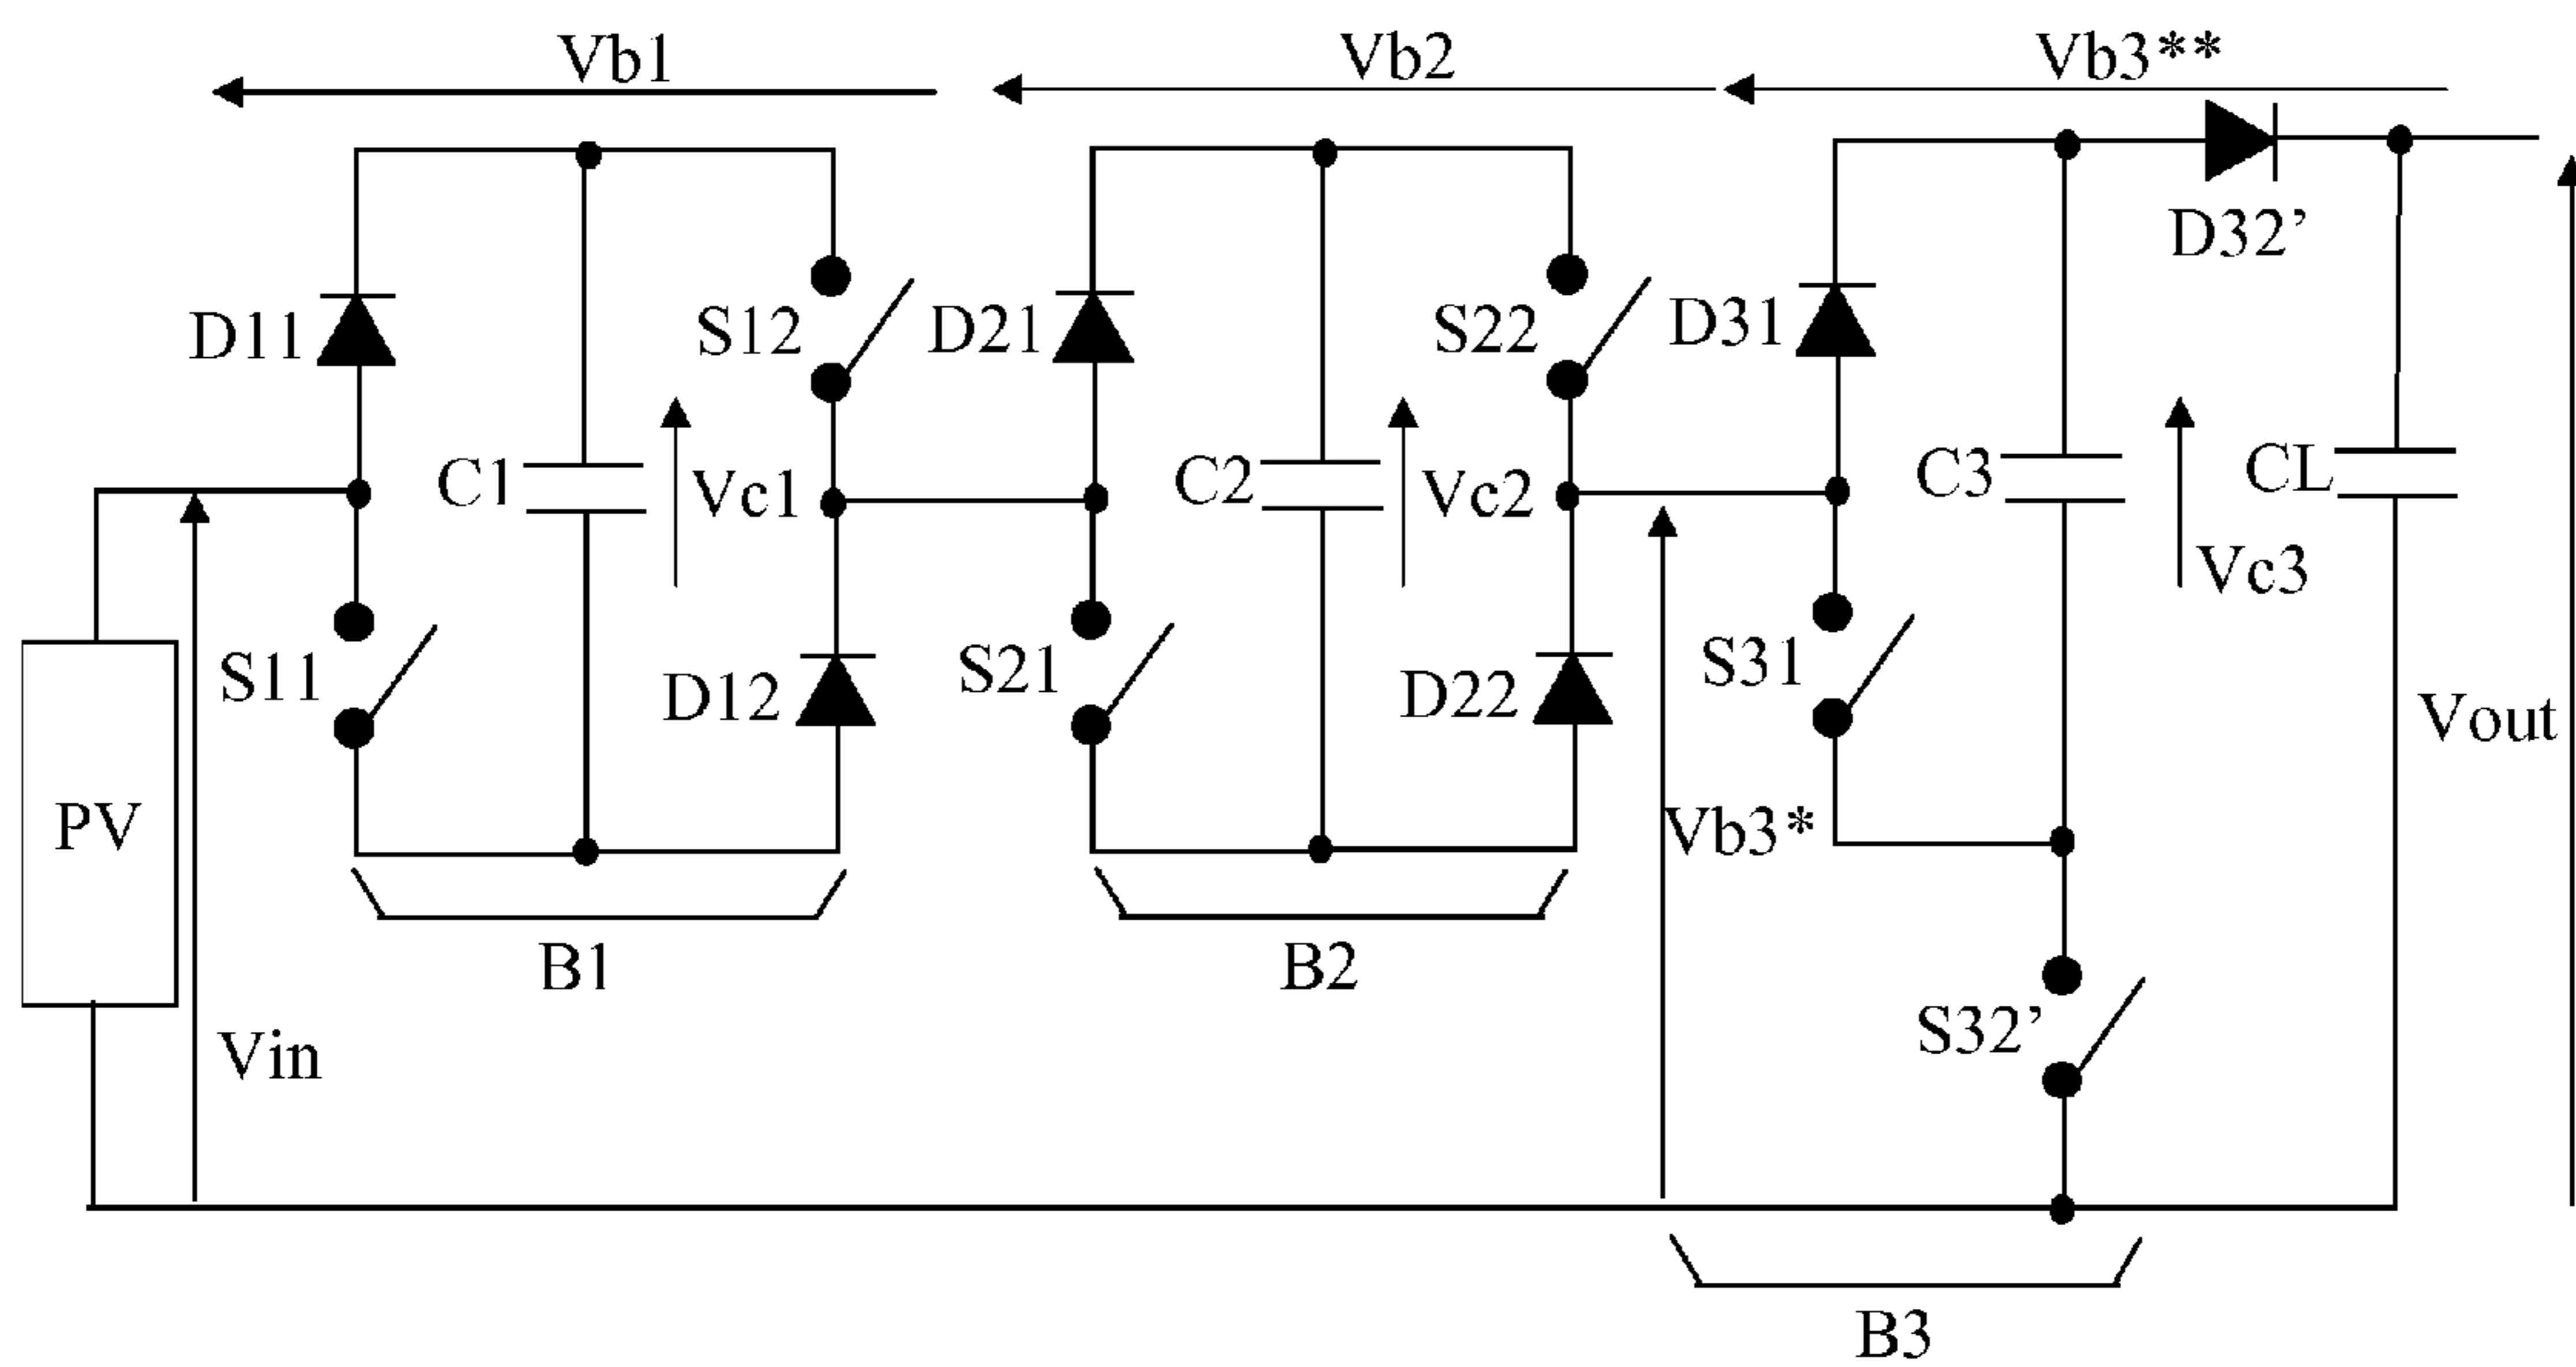 Vb1
Vb2
Vb3**
D32’
D11
S12
D21
S22
D31
C1
Vc1
C2
Vc2
C3
CL
Vc3
S11
D12
S21
D22
S31
Vout
PV
Vb3*
B1
B2
S32’
Vin
B3